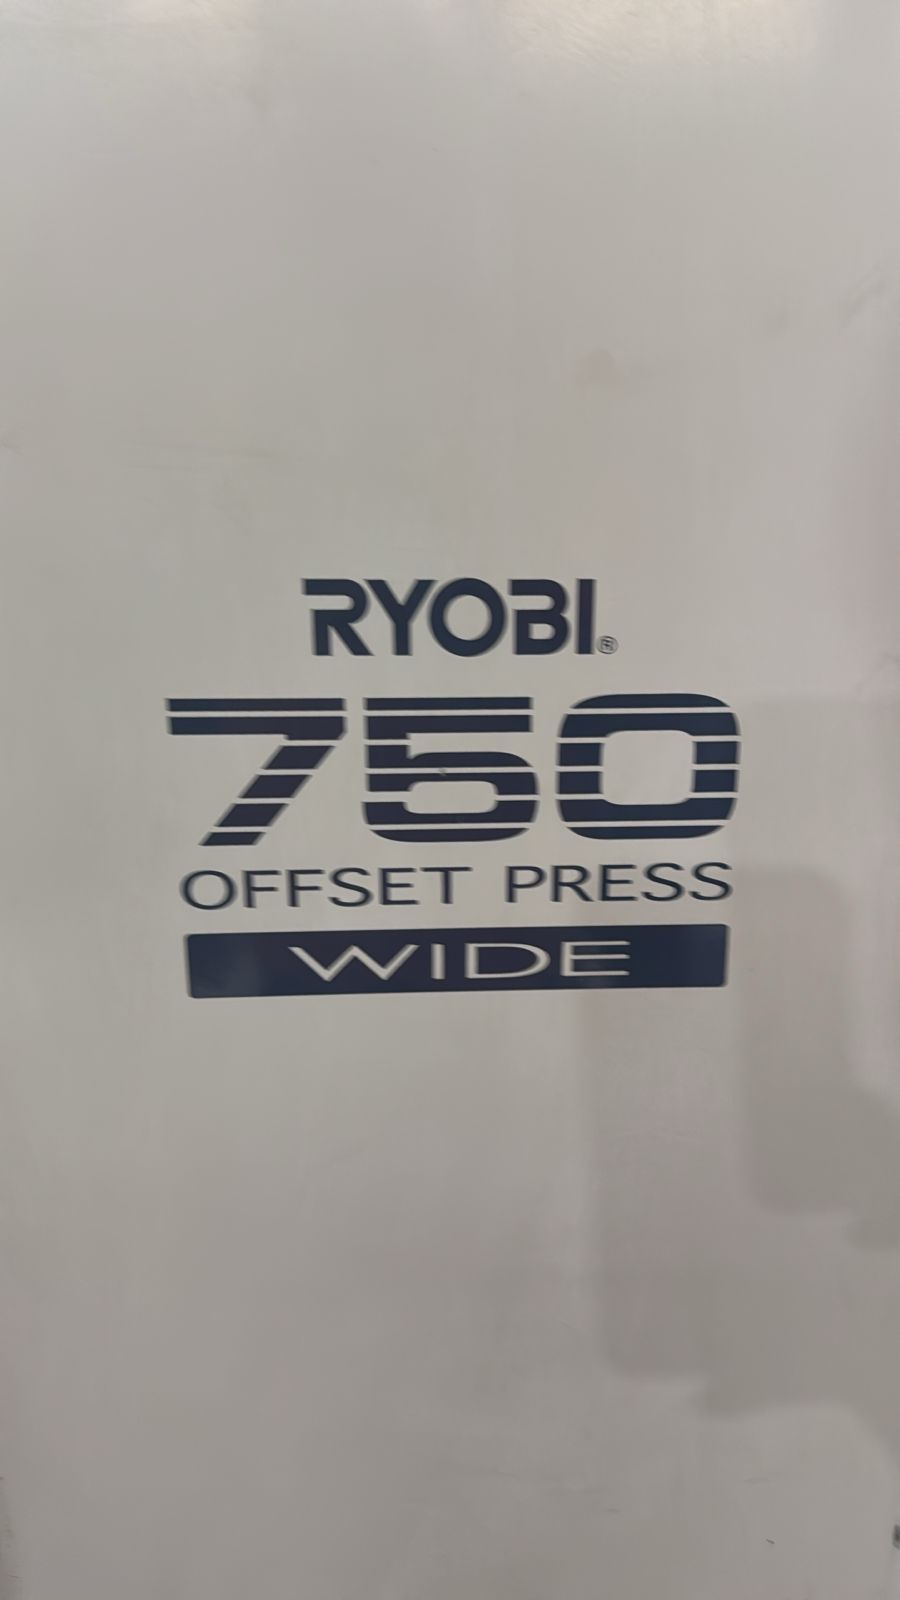 RYOBI®
750
OFFSET PRESS
WIDE